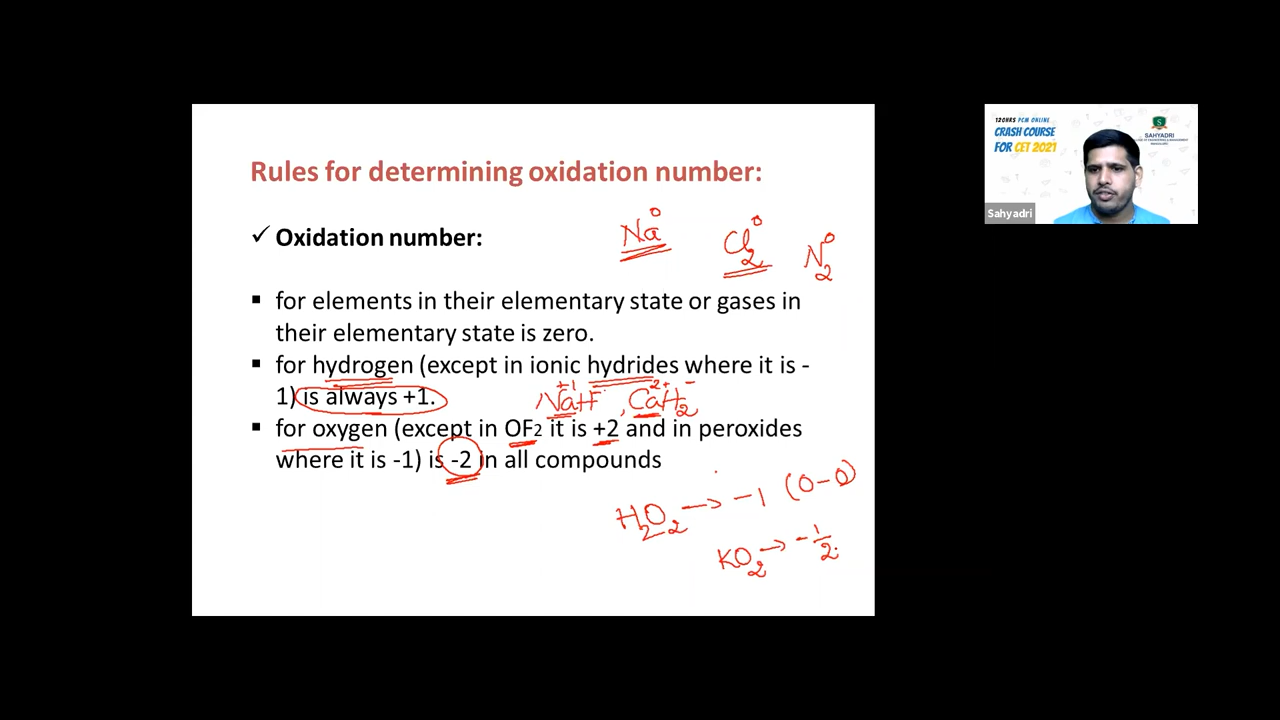 Rules for determining oxidation number:
✓ Oxidation number:
Na⁰ Cl₂⁰ N₂⁰
▪ for elements in their elementary state or gases in
their elementary state is zero.
▪ for hydrogen (except in ionic hydrides where it is -
1) is always +1.
+1 2+ -
NaH, CaH₂
▪ for oxygen (except in OF2 it is +2 and in peroxides
where it is -1) is -2 in all compounds
H₂O₂ → -1 (O-O)
KO₂ → -1/2
120HRS PCM ONLINE
CRASH COURSE
FOR CET 2021
S
SAHYADRI
Sahyadri